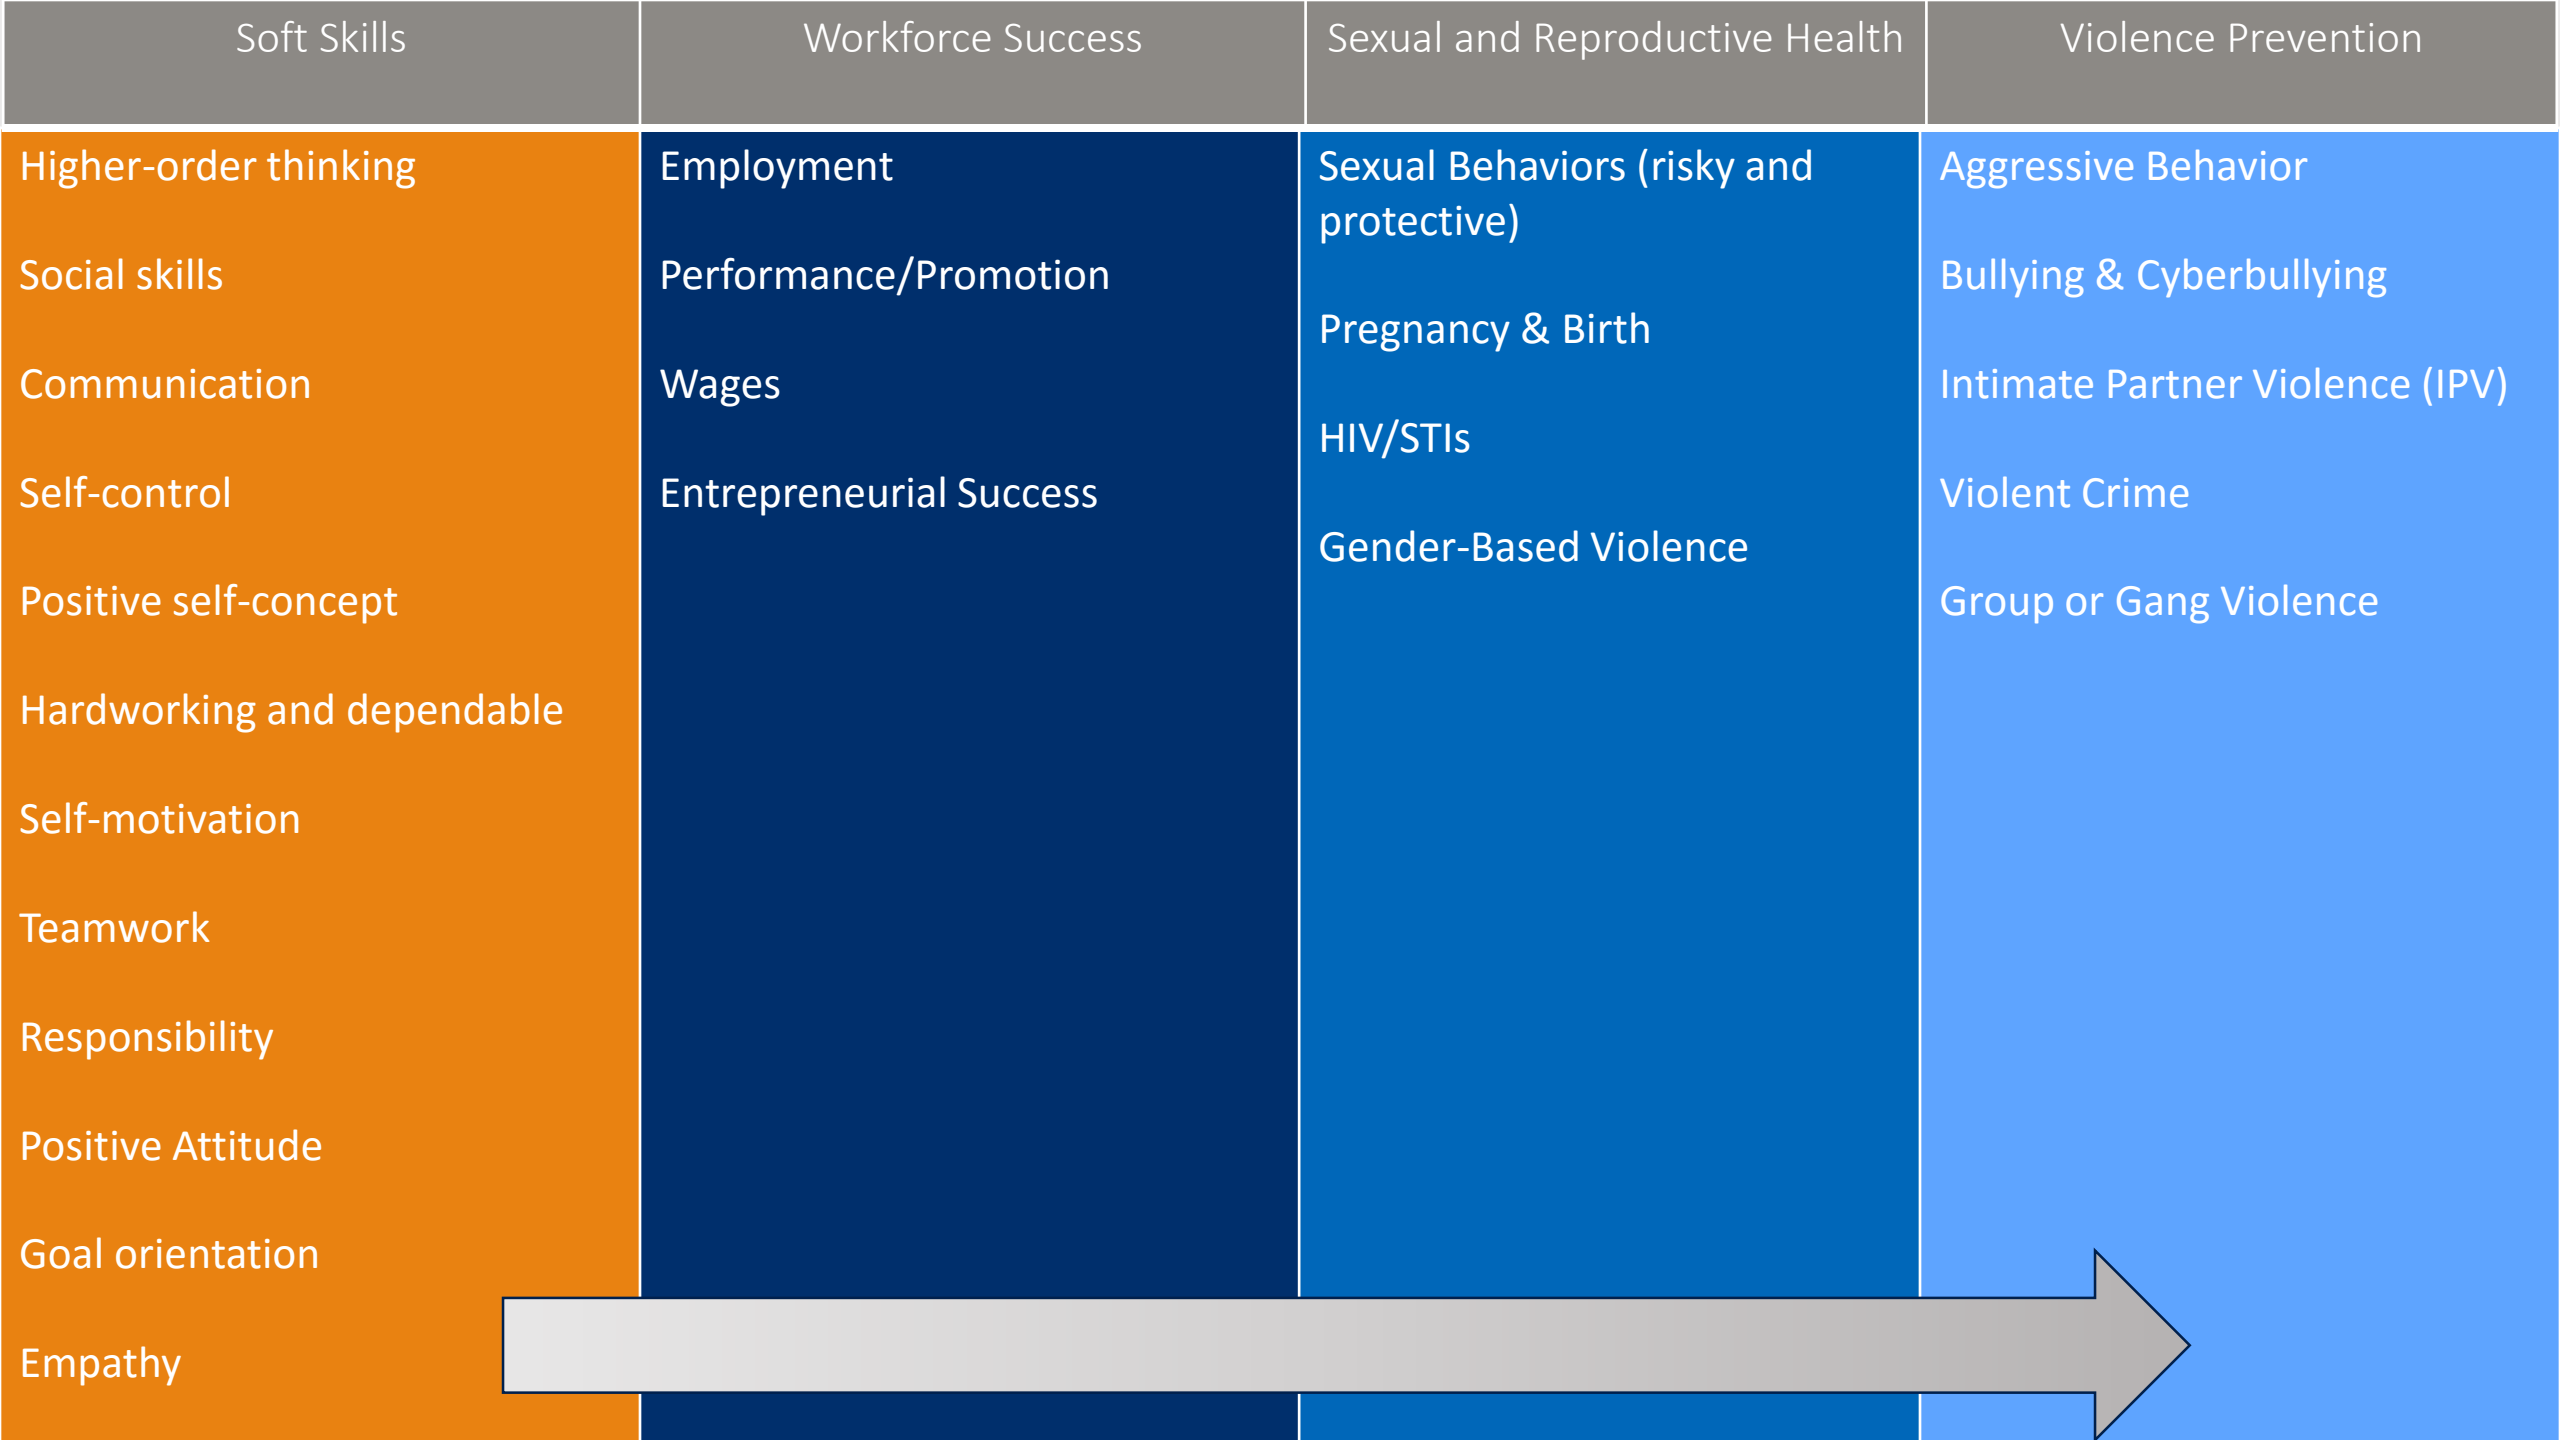 Soft Skills
Workforce Success
Sexual and Reproductive Health
Violence Prevention
Higher-order thinking
Social skills
Communication
Self-control
Positive self-concept
Hardworking and dependable
Self-motivation
Teamwork
Responsibility
Positive Attitude
Goal orientation
Empathy
Employment
Performance/Promotion
Wages
Entrepreneurial Success
Sexual Behaviors (risky and
protective)
Pregnancy & Birth
HIV/STIs
Gender-Based Violence
Aggressive Behavior
Bullying & Cyberbullying
Intimate Partner Violence (IPV)
Violent Crime
Group or Gang Violence